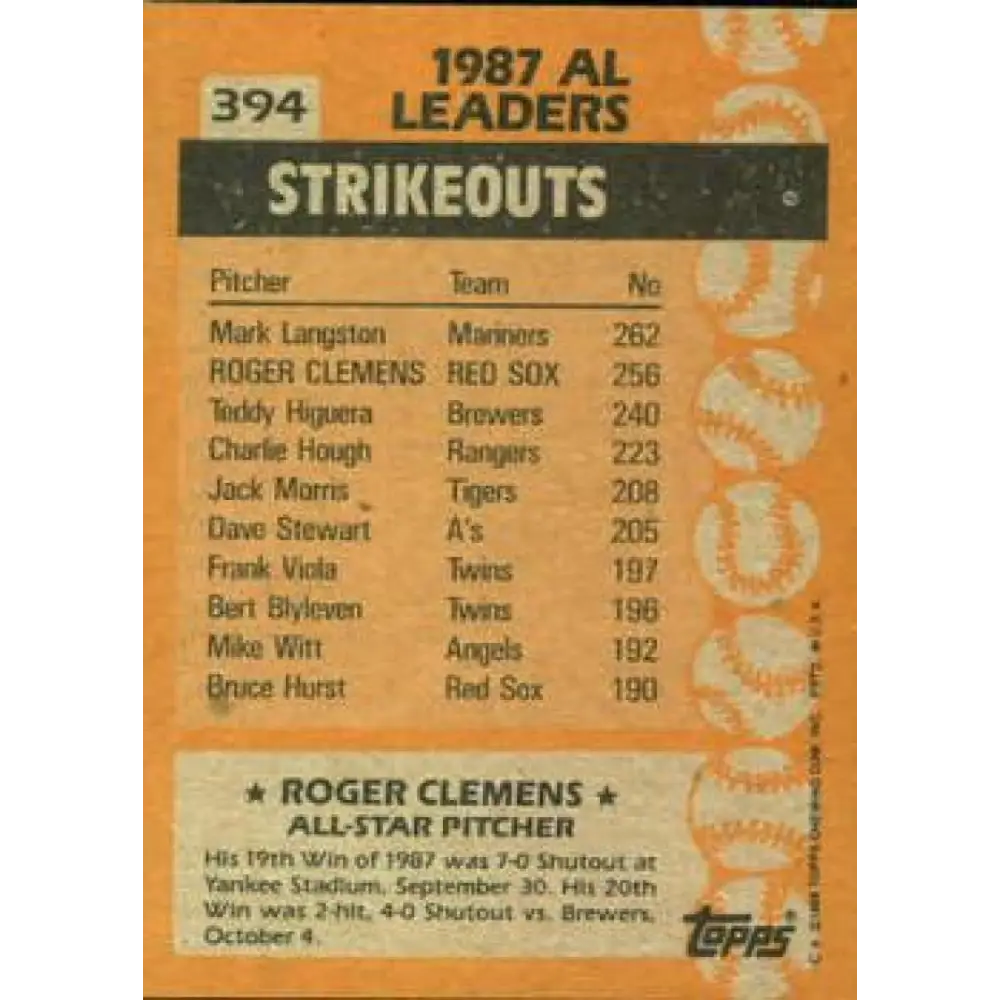 1987 AL
LEADERS
394
STRIKEOUTS
Pitcher Team No
Mark Langston Mariners 262
ROGER CLEMENS RED SOX 256
Teddy Higuera Brewers 240
Charlie Hough Rangers 223
Jack Morris Tigers 208
Dave Stewart A's 205
Frank Viola Twins 197
Bert Blyleven Twins 196
Mike Witt Angels 192
Bruce Hurst Red Sox 190
★ ROGER CLEMENS ★
ALL-STAR PITCHER
His 19th Win of 1987 was 7-0 Shutout at
Yankee Stadium, September 30. His 20th
Win was 2-hit, 4-0 Shutout vs. Brewers,
October 4.
topps®
TOPPS CHEWING GUM, INC.